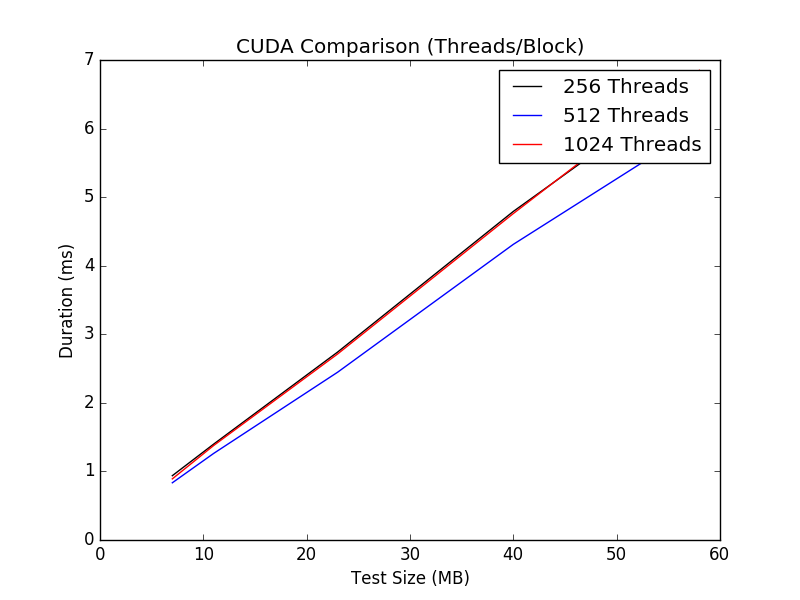 CUDA Comparison (Threads/Block)
7
6
5
4
3
2
1
0
Duration (ms)
256 Threads
512 Threads
1024 Threads
0 10 20 30 40 50 60
Test Size (MB)